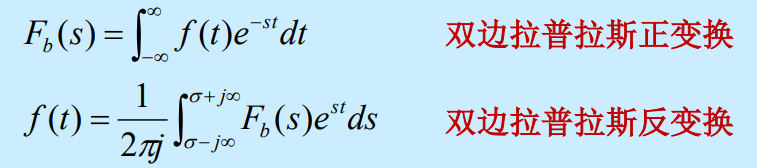 F_b(s) = ∫_{-∞}^{∞} f(t)e^{-st}dt 双边拉普拉斯正变换
f(t) = \frac{1}{2πj} ∫_{σ-j∞}^{σ+j∞} F_b(s)e^{st}ds 双边拉普拉斯反变换